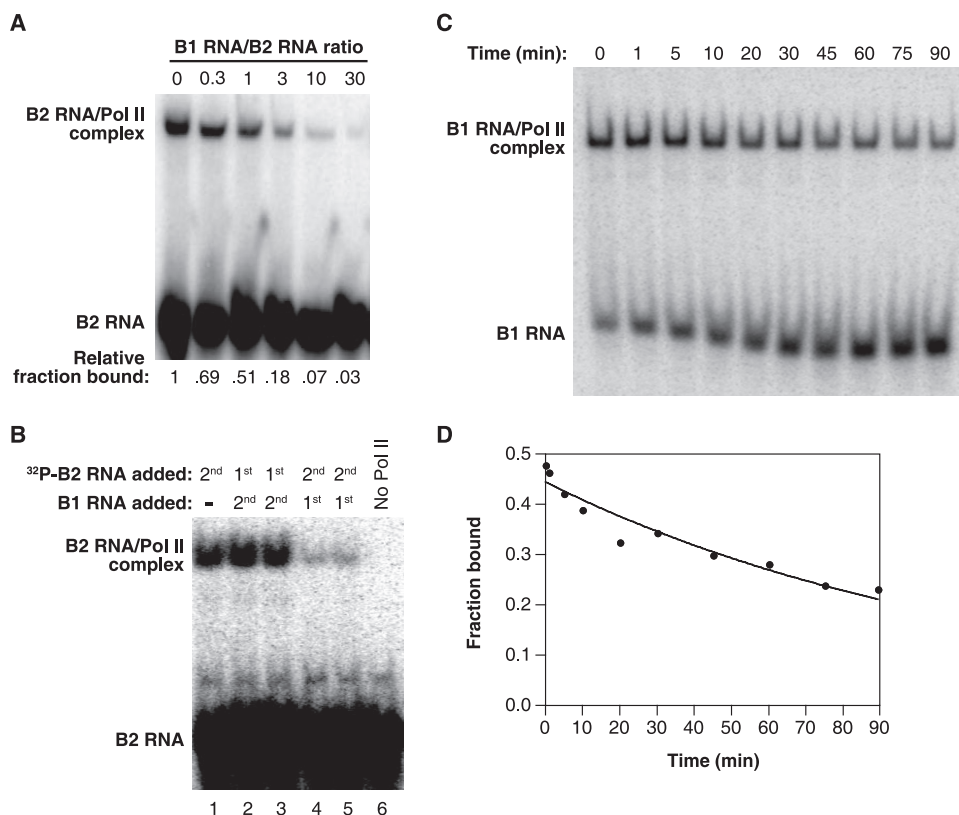 A
B1 RNA/B2 RNA ratio
0 0.3 1 3 10 30
B2 RNA/Pol II
complex
B2 RNA
Relative
fraction bound: 1 .69 .51 .18 .07 .03
B
32P-B2 RNA added: 2nd 1st 1st 2nd 2nd No Pol II
B1 RNA added: - 2nd 2nd 1st 1st
B2 RNA/Pol II
complex
B2 RNA
1 2 3 4 5 6
C
Time (min): 0 1 5 10 20 30 45 60 75 90
B1 RNA/Pol II
complex
B1 RNA
D
Fraction bound
0.5
0.4
0.3
0.2
0.1
0.0
0 10 20 30 40 50 60 70 80 90
Time (min)